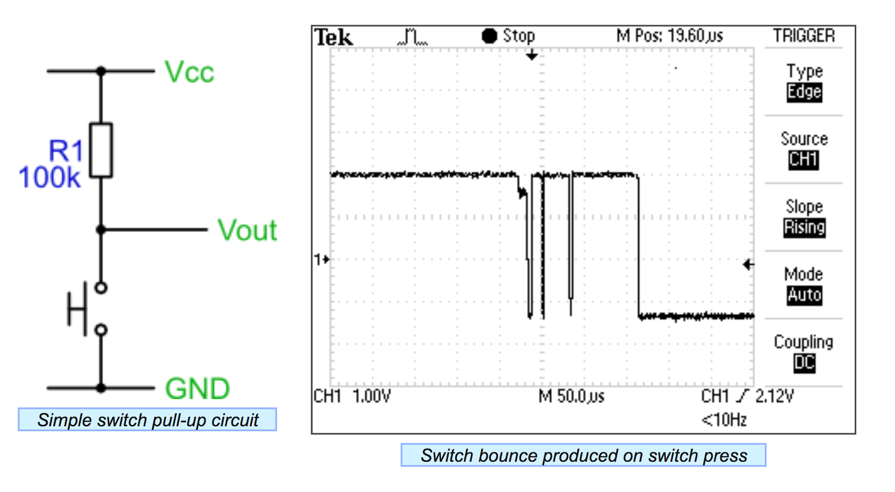 Vcc
R1
100k
Vout
GND
Simple switch pull-up circuit
Tek Stop M Pos: 19.60us TRIGGER
Type
Edge
Source
CH1
Slope
Rising
Mode
Auto
Coupling
DC
1
CH1 1.00V M 50.0us CH1 2.12V
<10Hz
Switch bounce produced on switch press